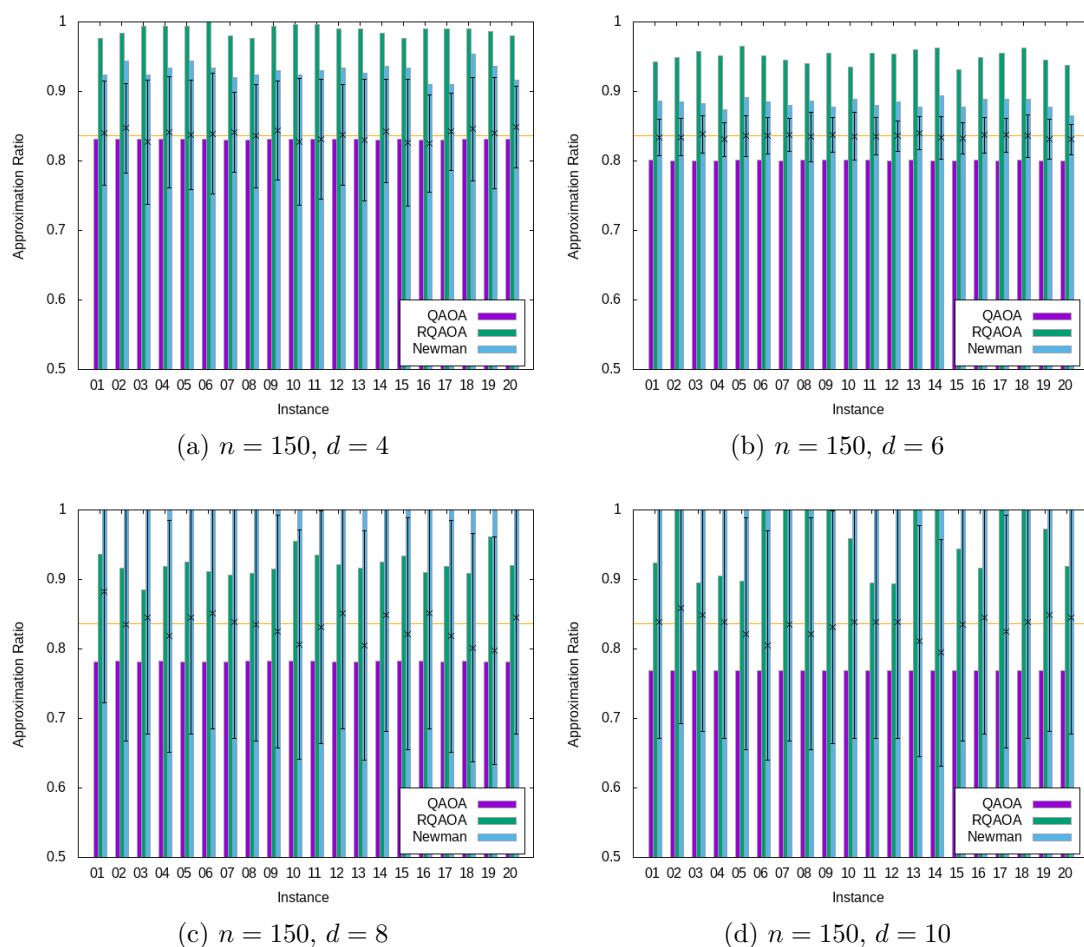 1
0.9
0.8
0.7
0.6
0.5
Approximation Ratio
QAOA
RQAOA
Newman
01 02 03 04 05 06 07 08 09 10 11 12 13 14 15 16 17 18 19 20
Instance
(a) n = 150, d = 4
1
0.9
0.8
0.7
0.6
0.5
Approximation Ratio
QAOA
RQAOA
Newman
01 02 03 04 05 06 07 08 09 10 11 12 13 14 15 16 17 18 19 20
Instance
(b) n = 150, d = 6
1
0.9
0.8
0.7
0.6
0.5
Approximation Ratio
QAOA
RQAOA
Newman
01 02 03 04 05 06 07 08 09 10 11 12 13 14 15 16 17 18 19 20
Instance
(c) n = 150, d = 8
1
0.9
0.8
0.7
0.6
0.5
Approximation Ratio
QAOA
RQAOA
Newman
01 02 03 04 05 06 07 08 09 10 11 12 13 14 15 16 17 18 19 20
Instance
(d) n = 150, d = 10